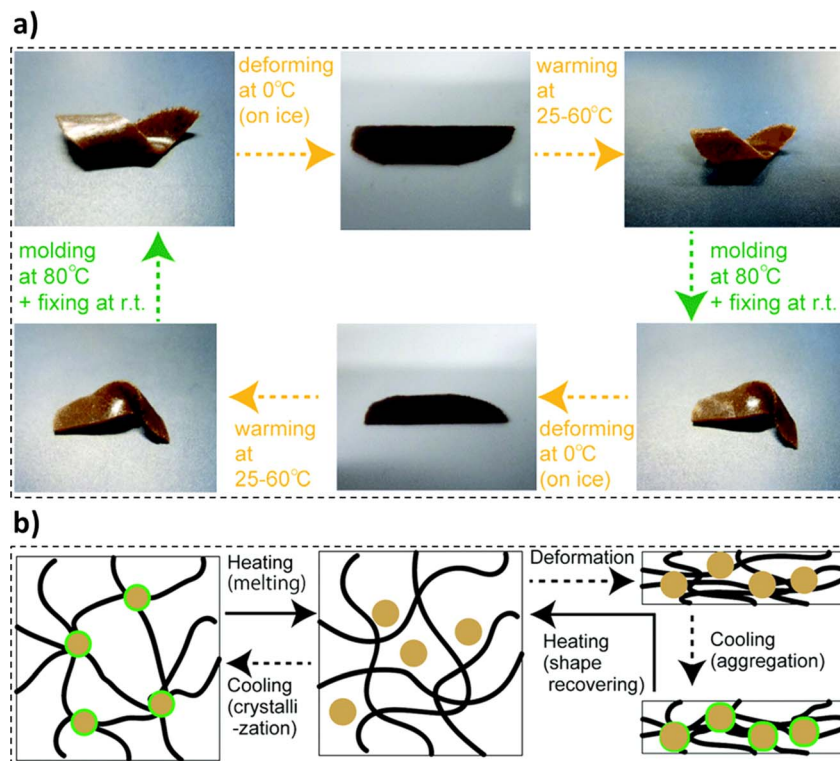 a)
deforming
at 0°C
(on ice)
warming
at
25-60°C
molding
at 80°C
+ fixing at r.t.
molding
at 80°C
+ fixing at r.t.
warming
at
25-60°C
deforming
at 0°C
(on ice)
b)
Heating
(melting)
Cooling
(crystalli
-zation)
Deformation
Heating
(shape
recovering)
Cooling
(aggregation)